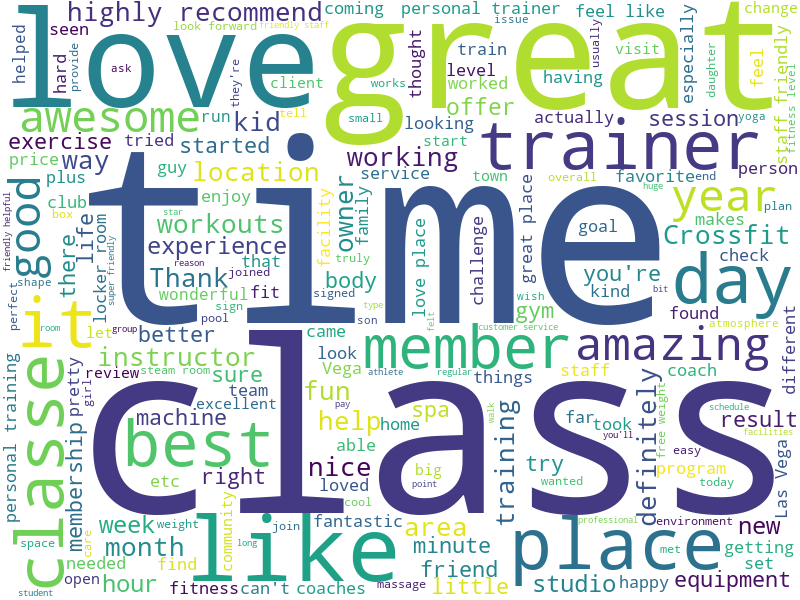 highly recommend
coming
personal trainer
feel like
change
love
great
helped
hard
seen
provide
look forward
friendly staff
ask
they're
client
issue
thought
train
level
usually
visit
having
especially
daughter
feel
works
worked
offer
tell
small
yoga
fitness level
staff friendly
awesome
run
kid
looking
actually
session
exercise
tried
started
working
start
trainer
person
price
way
guy
location
service
town
overall
favorite
end
plus
club
box
enjoy
family
owner
facility
huge
plan
year
time
friendly helpful
good
there
life
locker room
super friendly
star
workouts
truly
love place
challenge
great place
goal
makes
Crossfit
experience
that
body
you're
check
day
Thank
reason
joined
wonderful
fit
signed
kind
shape
perfect
sign
wish
gym
type
found
bit
it
room
let
group
pool
son
came
felt
customer service
atmosphere
different
better
member
amazing
instructor
steam room
look
athlete
regular
things
staff
coach
pretty
girl
review
sure
Vega
team
fun
pay
walk
classe
membership
personal training
excellent
machine
help
home
spa
far
took
you'll
result
schedule
facilities
free weight
definitely
class
best
right
nice
able
big
training
try
easy
program
etc
loved
cool
point
wanted
today
Las Vega
week
weight
join
fantastic
area
professional
environment
new
space
care
month
needed
find
community
long
like
minute
place
met
getting
set
open
hour
fitness
can't
coaches
massage
friend
little
studio
happy
equipment
student